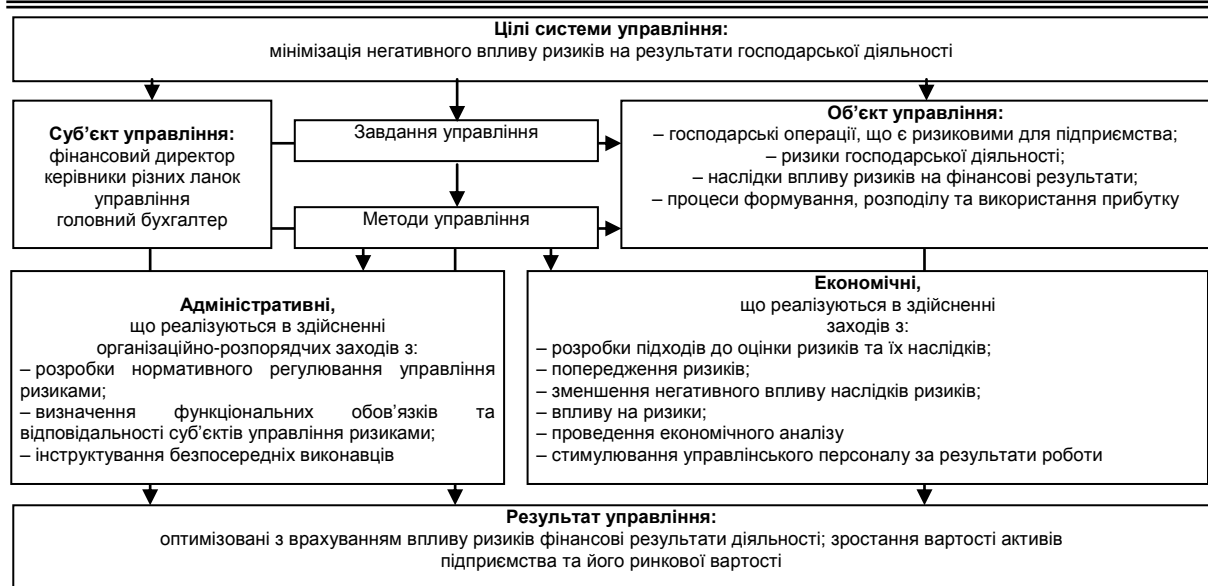 Цілі системи управління:
мінімізація негативного впливу ризиків на результати господарської діяльності
Суб’єкт управління:
фінансовий директор
керівники різних ланок
управління
головний бухгалтер
Завдання управління
Методи управління
Об’єкт управління:
– господарські операції, що є ризиковими для підприємства;
– ризики господарської діяльності;
– наслідки впливу ризиків на фінансові результати;
– процеси формування, розподілу та використання прибутку
Адміністративні,
що реалізуються в здійсненні
організаційно-розпорядчих заходів з:
– розробки нормативного регулювання управління
ризиками;
– визначення функціональних обов’язків та
відповідальності суб’єктів управління ризиками;
– інструктування безпосередніх виконавців
Економічні,
що реалізуються в здійсненні
заходів з:
– розробки підходів до оцінки ризиків та їх наслідків;
– попередження ризиків;
– зменшення негативного впливу наслідків ризиків;
– впливу на ризики;
– проведення економічного аналізу
– стимулювання управлінського персоналу за результати роботи
Результат управління:
оптимізовані з врахуванням впливу ризиків фінансові результати діяльності; зростання вартості активів
підприємства та його ринкової вартості